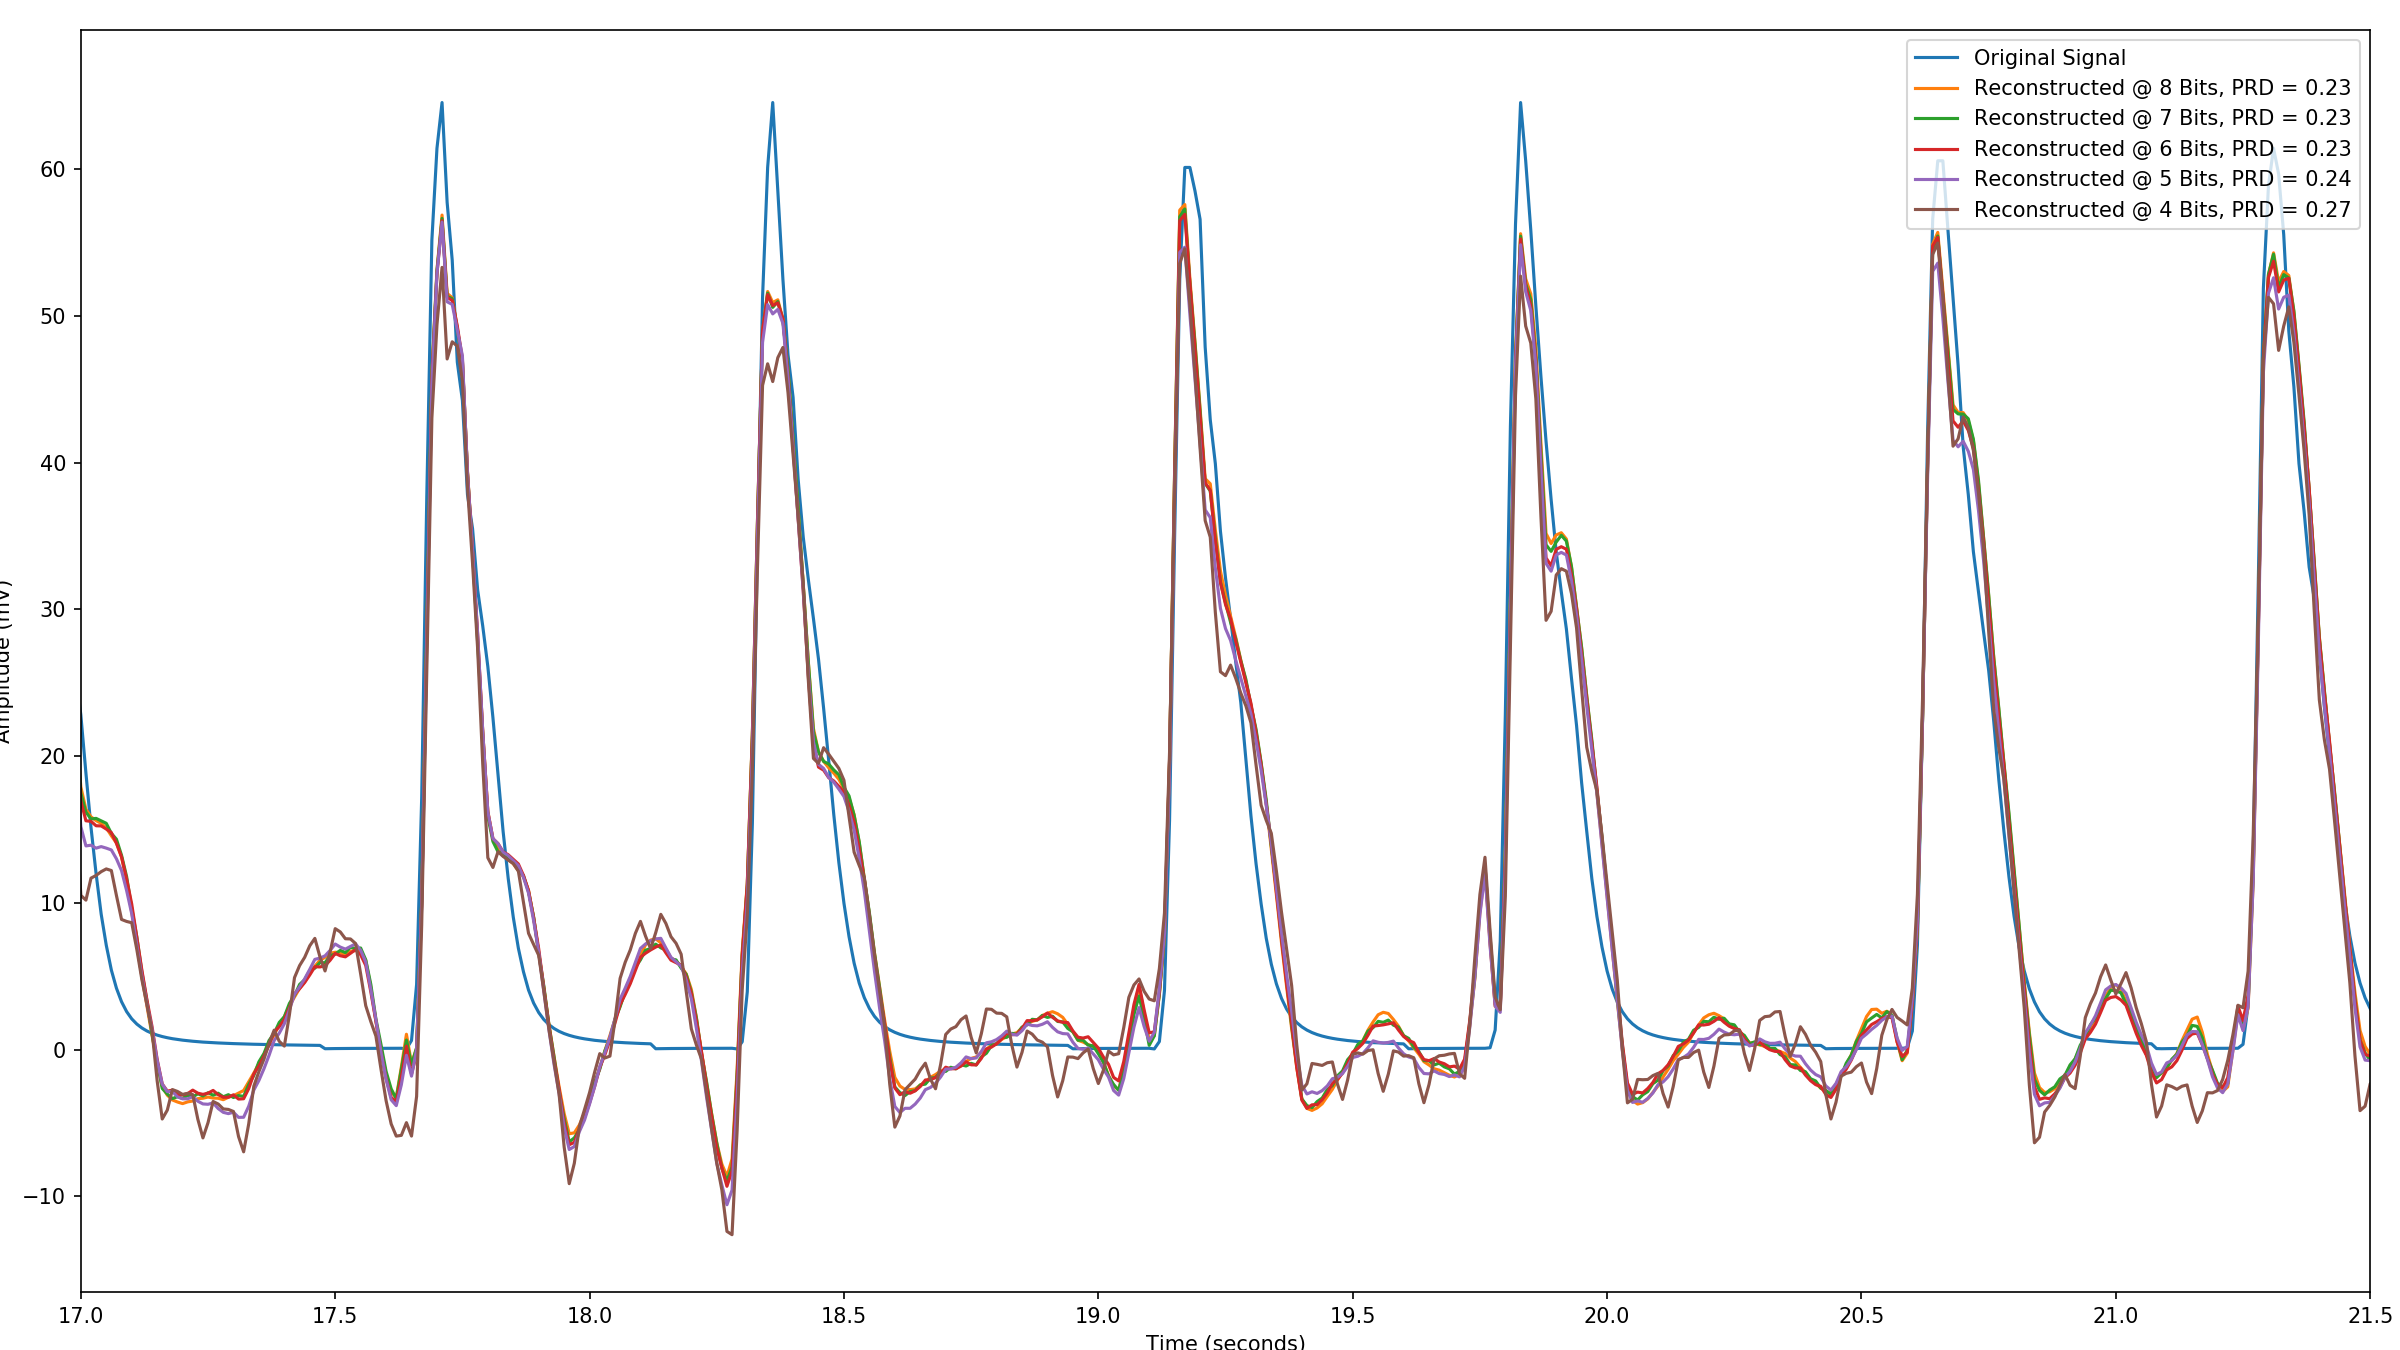 Original Signal
Reconstructed @ 8 Bits, PRD = 0.23
Reconstructed @ 7 Bits, PRD = 0.23
Reconstructed @ 6 Bits, PRD = 0.23
Reconstructed @ 5 Bits, PRD = 0.24
Reconstructed @ 4 Bits, PRD = 0.27
60
50
40
30
20
10
0
−10
Amplitude (mV)
17.0 17.5 18.0 18.5 19.0 19.5 20.0 20.5 21.0 21.5
Time (seconds)